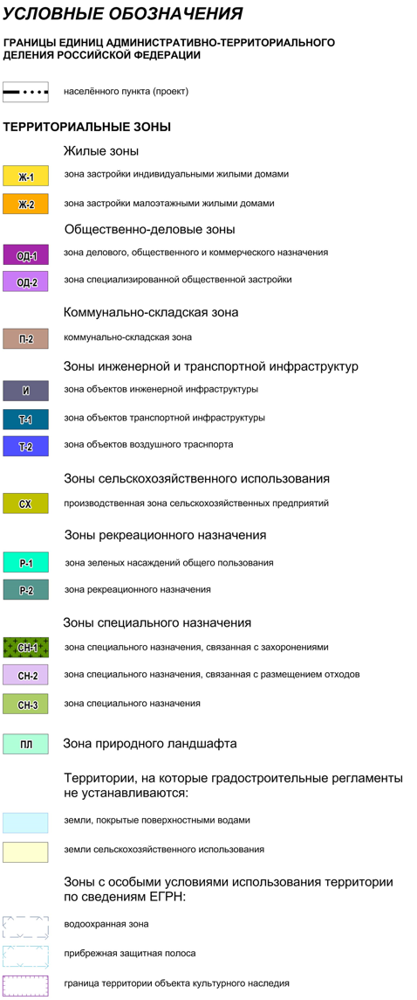 УСЛОВНЫЕ ОБОЗНАЧЕНИЯ
ГРАНИЦЫ ЕДИНИЦ АДМИНИСТРАТИВНО-ТЕРРИТОРИАЛЬНОГО
ДЕЛЕНИЯ РОССИЙСКОЙ ФЕДЕРАЦИИ
населённого пункта (проект)
ТЕРРИТОРИАЛЬНЫЕ ЗОНЫ
Жилые зоны
Ж-1 зона застройки индивидуальными жилыми домами
Ж-2 зона застройки малоэтажными жилыми домами
Общественно-деловые зоны
ОД-1 зона делового, общественного и коммерческого назначения
ОД-2 зона специализированной общественной застройки
Коммунально-складская зона
П-2 коммунально-складская зона
Зоны инженерной и транспортной инфраструктур
И зона объектов инженерной инфраструктуры
Т-1 зона объектов транспортной инфраструктуры
Т-2 зона объектов воздушного траснпорта
Зоны сельскохозяйственного использования
СХ производственная зона сельскохозяйственных предприятий
Зоны рекреационного назначения
Р-1 зона зеленых насаждений общего пользования
Р-2 зона рекреационного назначения
Зоны специального назначения
СН-1 зона специального назначения, связанная с захоронениями
СН-2 зона специального назначения, связанная с размещением отходов
СН-3 зона специального назначения
ПЛ Зона природного ландшафта
Территории, на которые градостроительные регламенты
не устанавливаются:
земли, покрытые поверхностными водами
земли сельскохозяйственного использования
Зоны с особыми условиями использования территории
по сведениям ЕГРН:
водоохранная зона
прибрежная защитная полоса
граница территории объекта культурного наследия